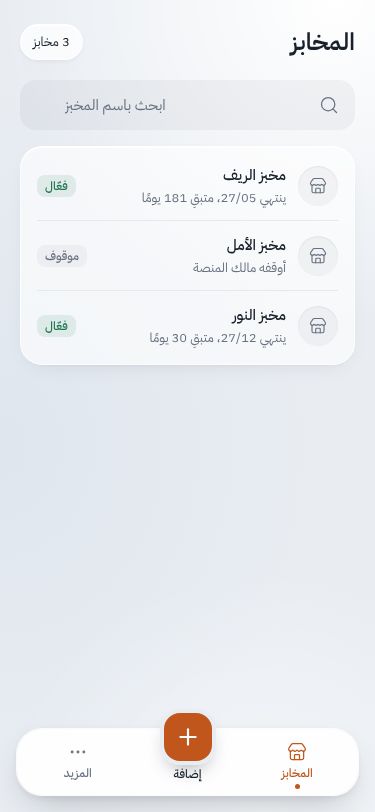 المخابز
3 مخابز
ابحث باسم المخبز
مخبز الريف
فعّال
ينتهي 27/05، متبقٍ 181 يومًا
مخبز الأمل
موقوف
أوقفه مالك المنصة
مخبز النور
فعّال
ينتهي 27/12، متبقٍ 30 يومًا
المخابز
إضافة
المزيد